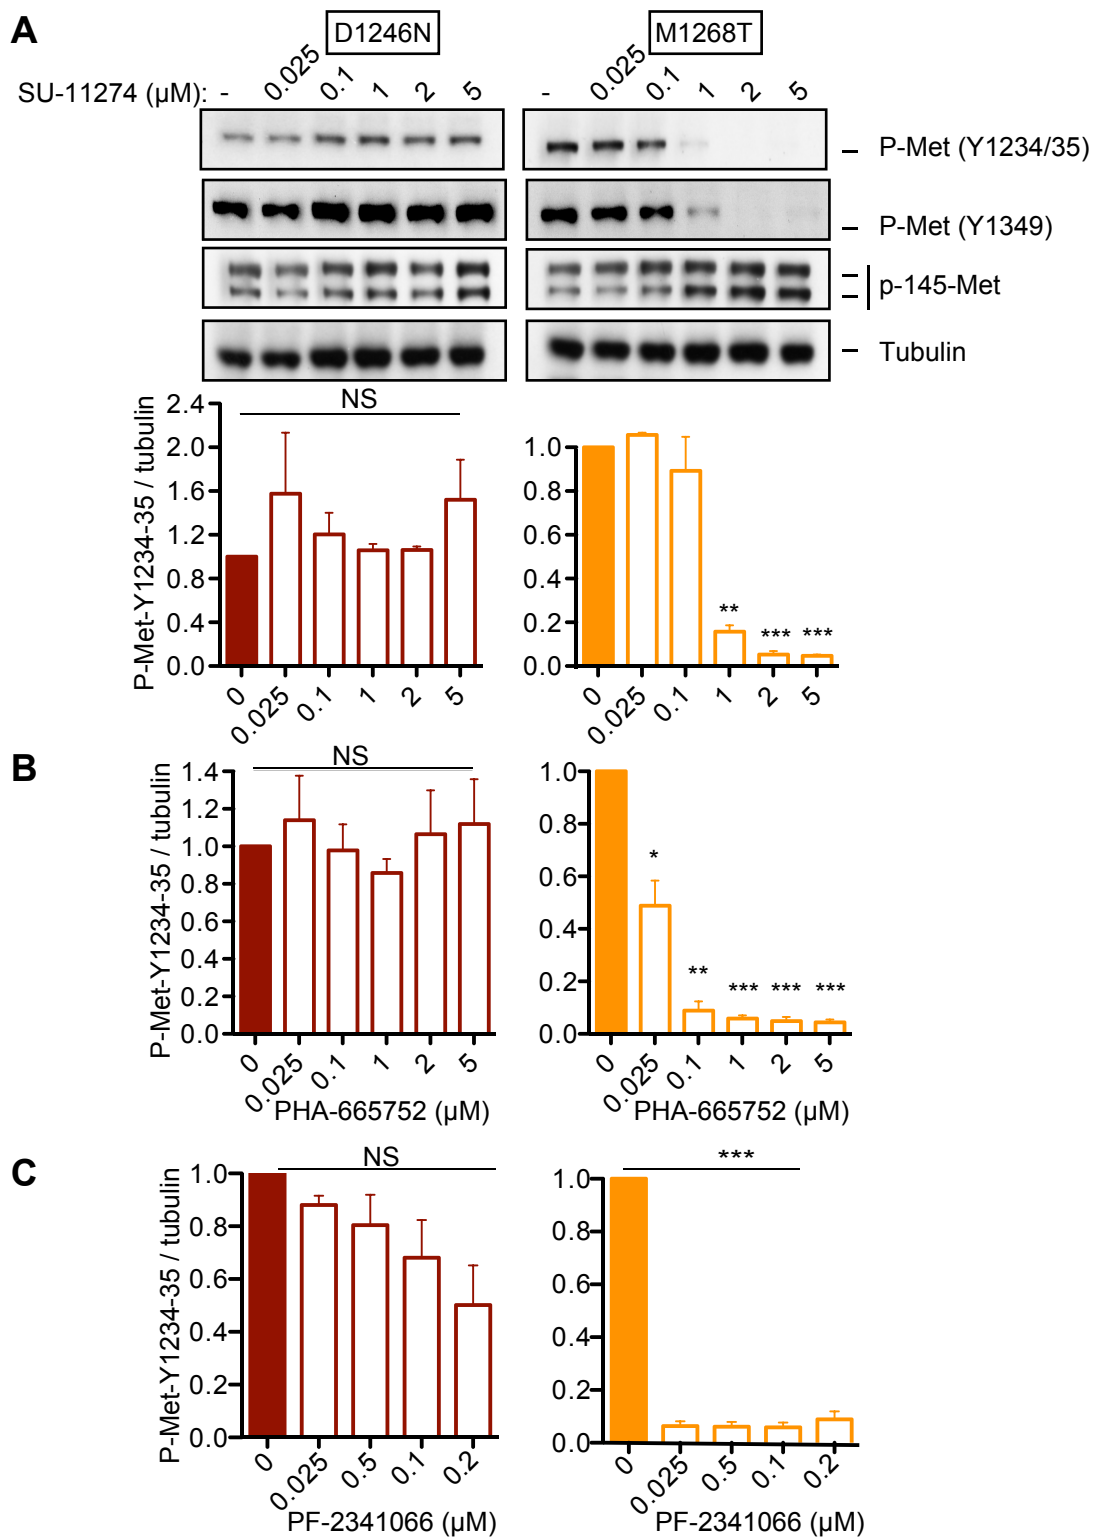 A
D1246N
M1268T
SU-11274 (µM): - 0.025 0.1 1 2 5
- 0.025 0.1 1 2 5
P-Met (Y1234/35)
P-Met (Y1349)
p-145-Met
Tubulin
P-Met-Y1234-35 / tubulin
NS
2.4
2.0
1.6
1.2
0.8
0.4
0.0
0 0.025 0.1 1 2 5
1.0
0.8
0.6
0.4
0.2
0.0
** *** ***
0 0.025 0.1 1 2 5
B
P-Met-Y1234-35 / tubulin
NS
1.4
1.2
1.0
0.8
0.6
0.4
0.2
0.0
0 0.025 0.1 1 2 5
PHA-665752 (µM)
1.0
0.8
0.6
0.4
0.2
0.0
* ** *** *** ***
0 0.025 0.1 1 2 5
PHA-665752 (µM)
C
P-Met-Y1234-35 / tubulin
NS
1.0
0.8
0.6
0.4
0.2
0.0
0 0.025 0.5 0.1 0.2
PF-2341066 (µM)
***
1.0
0.8
0.6
0.4
0.2
0.0
0 0.025 0.5 0.1 0.2
PF-2341066 (µM)